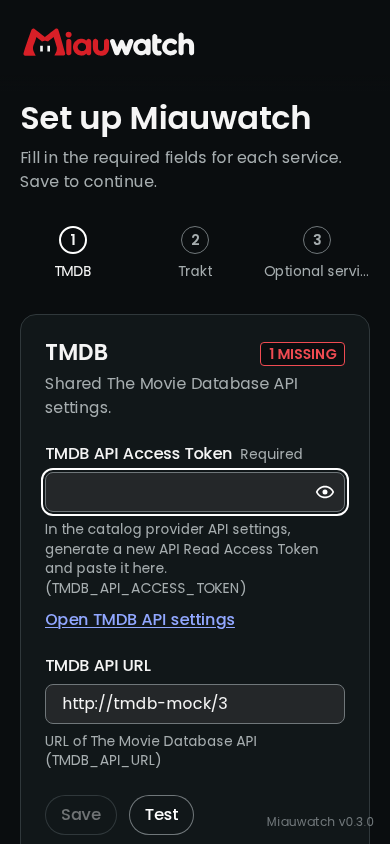 Miauwatch
Set up Miauwatch
Fill in the required fields for each service.
Save to continue.
1
2
3
TMDB
Trakt
Optional servi...
TMDB
1 MISSING
Shared The Movie Database API
settings.
TMDB API Access Token Required
In the catalog provider API settings,
generate a new API Read Access Token
and paste it here.
(TMDB_API_ACCESS_TOKEN)
Open TMDB API settings
TMDB API URL
http://tmdb-mock/3
URL of The Movie Database API
(TMDB_API_URL)
Save
Test
Miauwatch v0.3.0